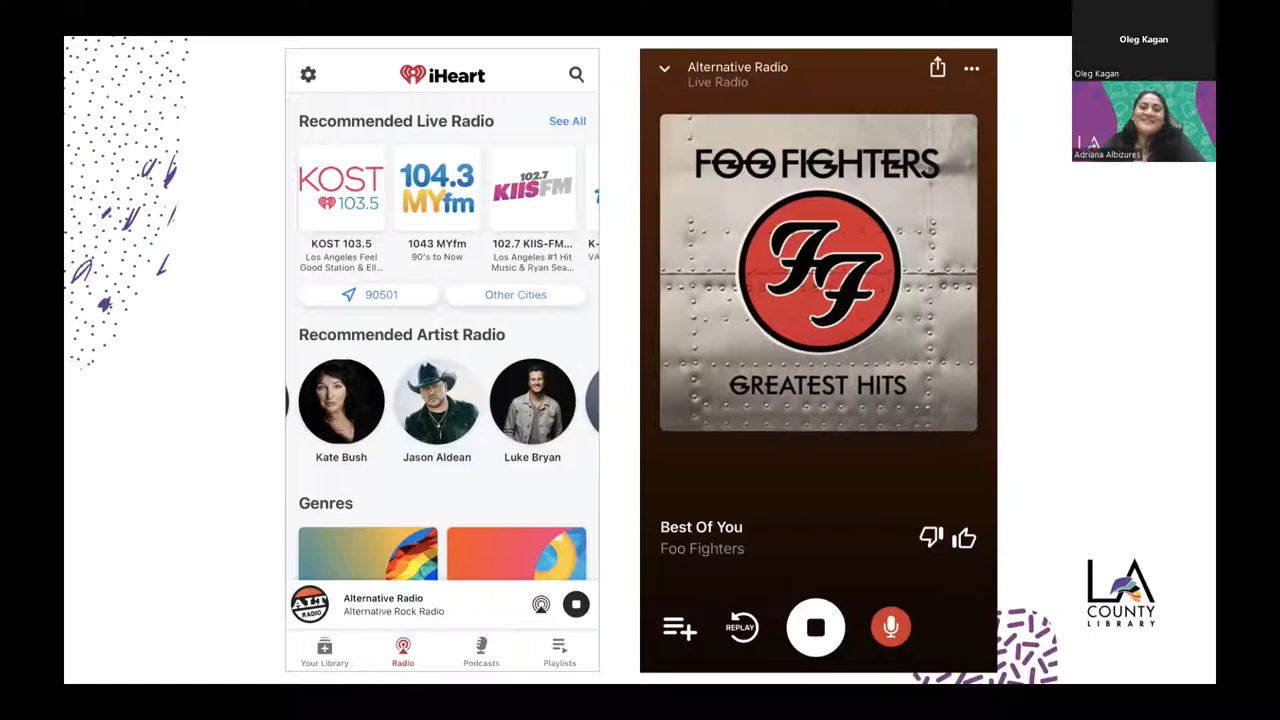 iHeart
Recommended Live Radio
See All
KOST
103.5
104.3
MYfm
102.7
KIISFM
KOST 103.5
1043 MYfm
102.7 KIIS-FM...
K-
Los Angeles Feel
Good Station & Ell...
90's to Now
Los Angeles #1 Hit
Music & Ryan Sea...
VA
90501
Other Cities
Recommended Artist Radio
Kate Bush
Jason Aldean
Luke Bryan
Genres
ALT
RADIO
Alternative Radio
Alternative Rock Radio
Your Library
Radio
Podcasts
Playlists
Alternative Radio
Live Radio
FOO FIGHTERS
FF
GREATEST HITS
Best Of You
Foo Fighters
REPLAY
Oleg Kagan
Oleg Kagan
LA
Adriana Albizures
LA
COUNTY
LIBRARY